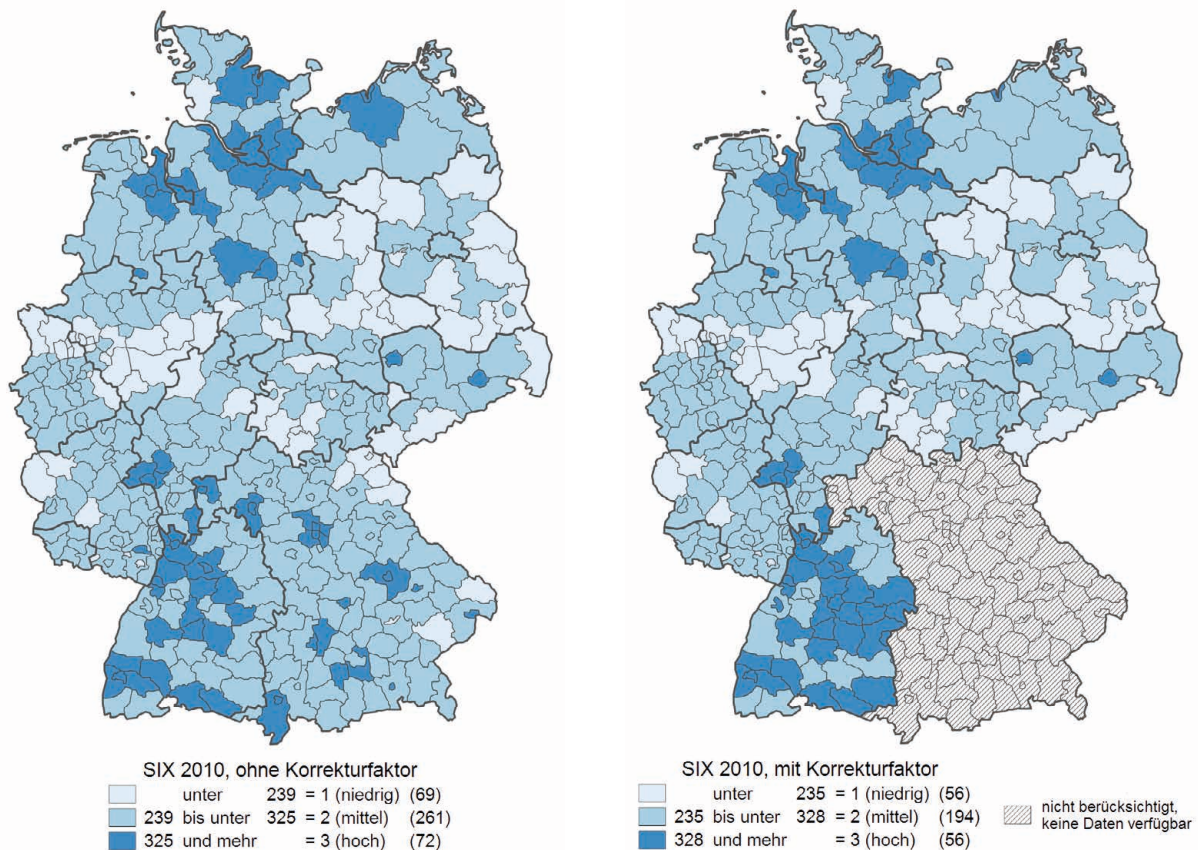 SIX 2010, ohne Korrekturfaktor
unter 239 = 1 (niedrig) (69)
239 bis unter 325 = 2 (mittel) (261)
325 und mehr = 3 (hoch) (72)
SIX 2010, mit Korrekturfaktor
unter 235 = 1 (niedrig) (56)
235 bis unter 328 = 2 (mittel) (194)
328 und mehr = 3 (hoch) (56)
nicht berücksichtigt,
keine Daten verfügbar